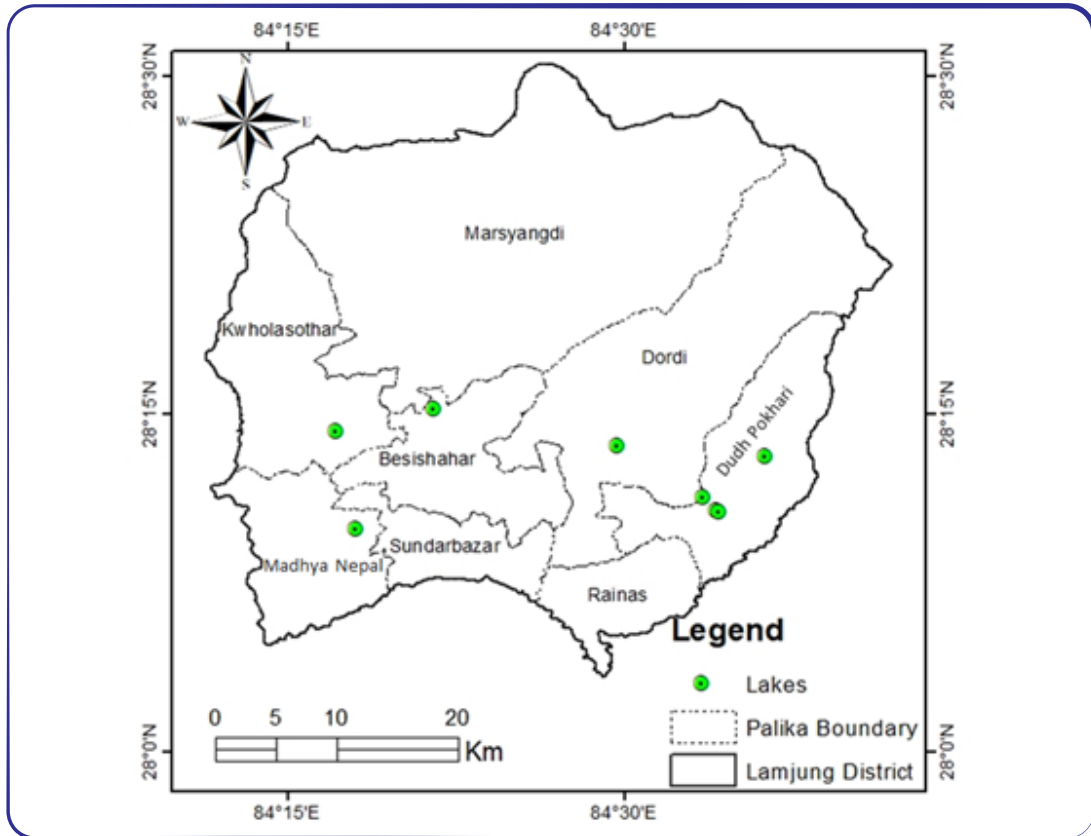 84°15'E 84°30'E
28°30'N 28°30'N
N
W E
S
Marsyangdi
Kwholasothar
Dordi
28°15'N 28°15'N
Dudh Pokhari
Besishahar
Sundarbazar
Madhya Nepal
Rainas
Legend
Lakes
Palika Boundary
Lamjung District
0 5 10 20
Km
28°0'N 28°0'N
84°15'E 84°30'E